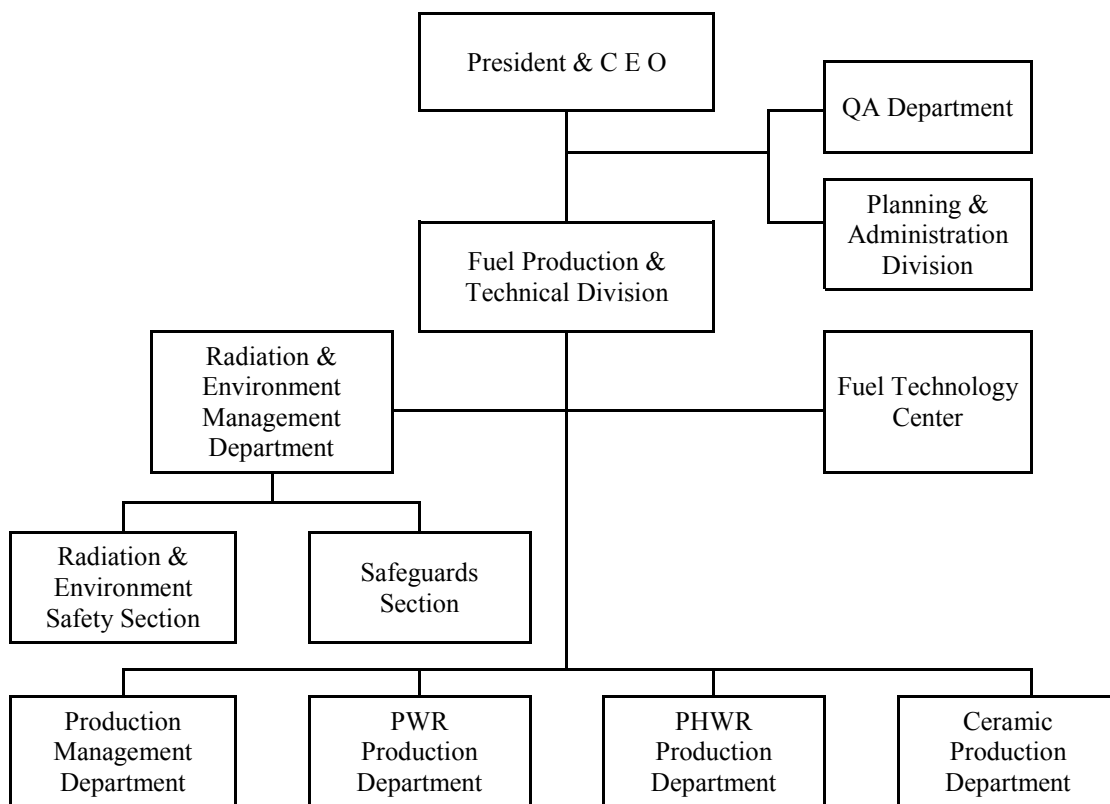 President & C E O
QA Department
Planning &
Administration
Division
Fuel Production &
Technical Division
Radiation &
Environment
Management
Department
Fuel Technology
Center
Radiation &
Environment
Safety Section
Safeguards
Section
Production
Management
Department
PWR
Production
Department
PHWR
Production
Department
Ceramic
Production
Department